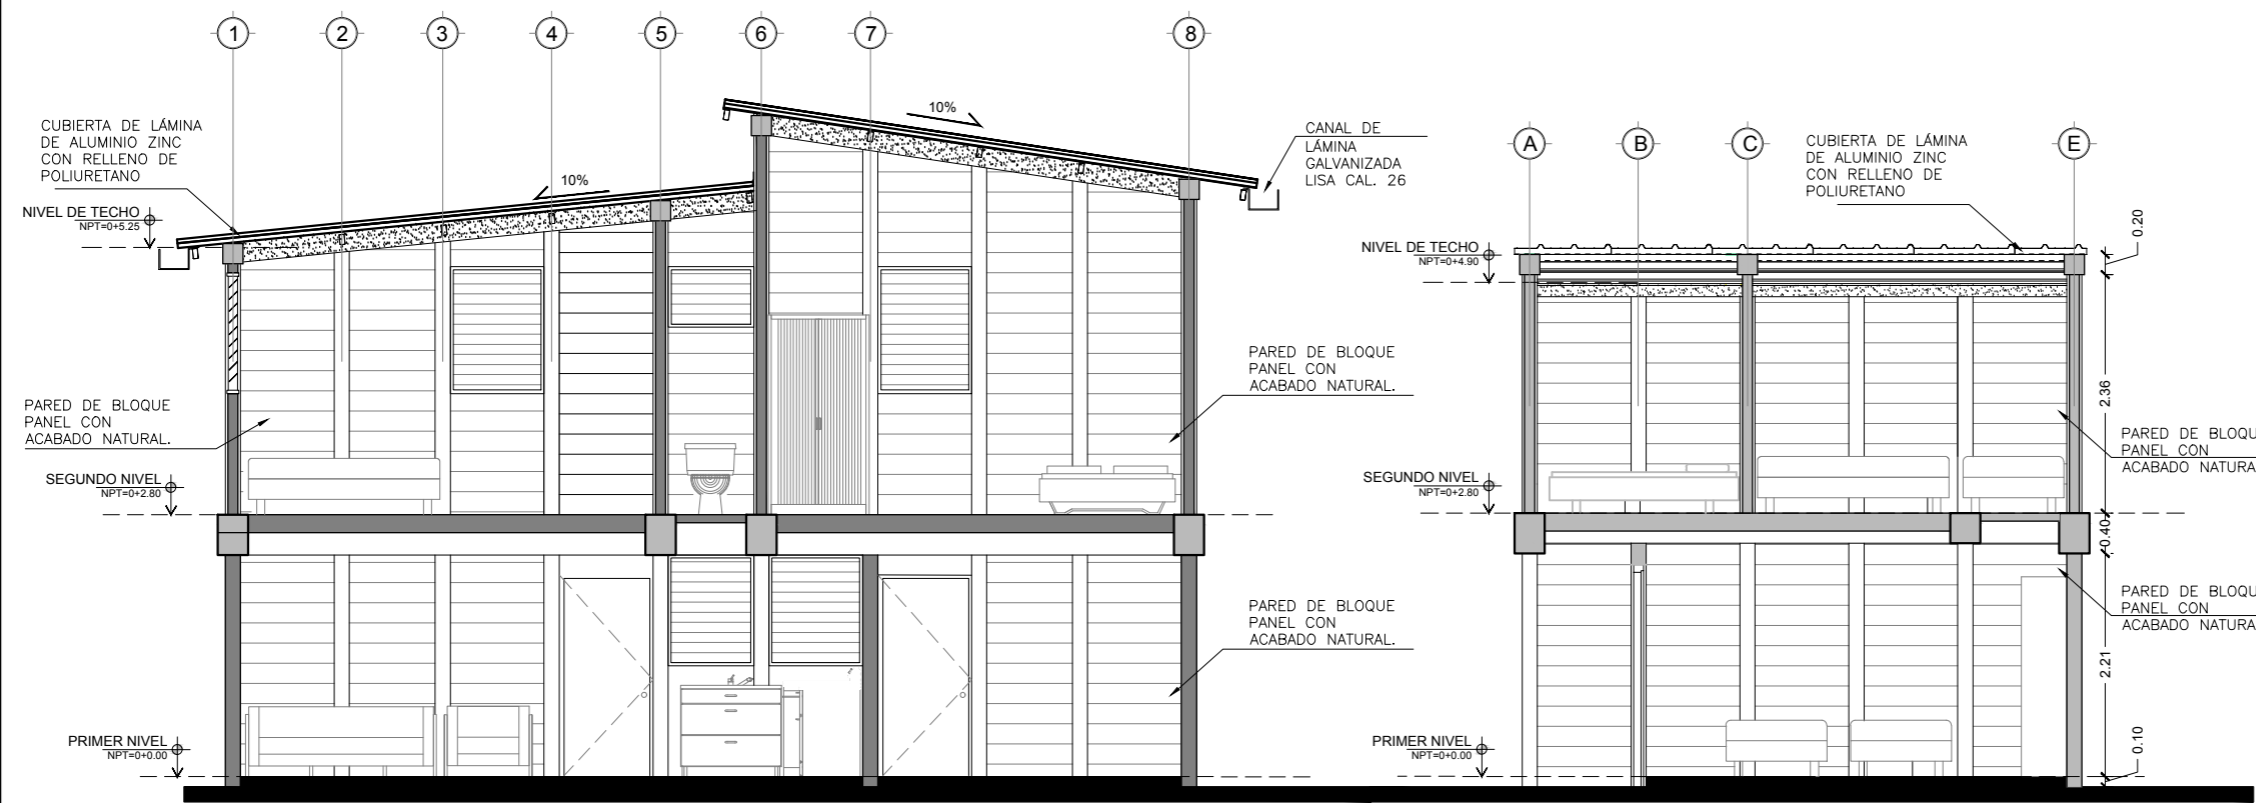 1
2
3
4
5
6
7
8
CUBIERTA DE LÁMINA
DE ALUMINIO ZINC
CON RELLENO DE
POLIURETANO
NIVEL DE TECHO
NPT=0+5.25
10%
10%
CANAL DE
LÁMINA
GALVANIZADA
LISA CAL. 26
PARED DE BLOQUE
PANEL CON
ACABADO NATURAL.
PARED DE BLOQUE
PANEL CON
ACABADO NATURAL.
SEGUNDO NIVEL
NPT=0+2.80
PARED DE BLOQUE
PANEL CON
ACABADO NATURAL.
PRIMER NIVEL
NPT=0+0.00
A
B
C
E
CUBIERTA DE LÁMINA
DE ALUMINIO ZINC
CON RELLENO DE
POLIURETANO
NIVEL DE TECHO
NPT=0+4.90
0.20
2.36
PARED DE BLOQU
PANEL CON
ACABADO NATURA
SEGUNDO NIVEL
NPT=0+2.80
0.40
PARED DE BLOQU
PANEL CON
ACABADO NATURA
2.21
PRIMER NIVEL
NPT=0+0.00
0.10